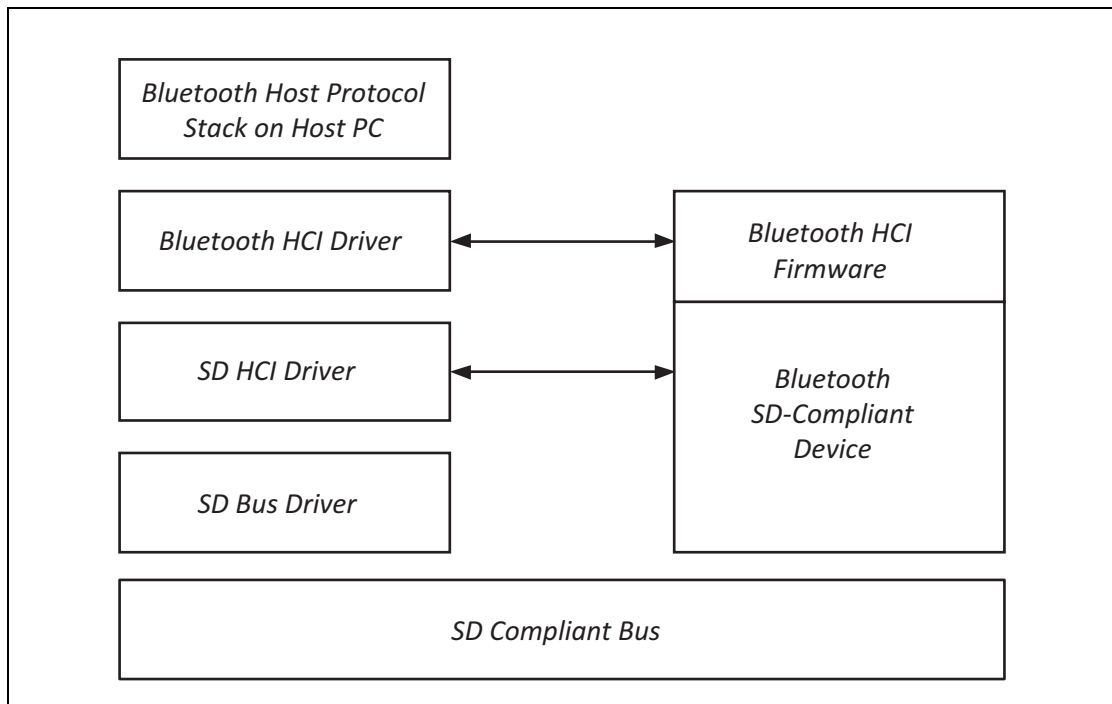 Bluetooth Host Protocol
Stack on Host PC
Bluetooth HCI Driver
Bluetooth HCI
Firmware
SD HCI Driver
Bluetooth
SD-Compliant
Device
SD Bus Driver
SD Compliant Bus